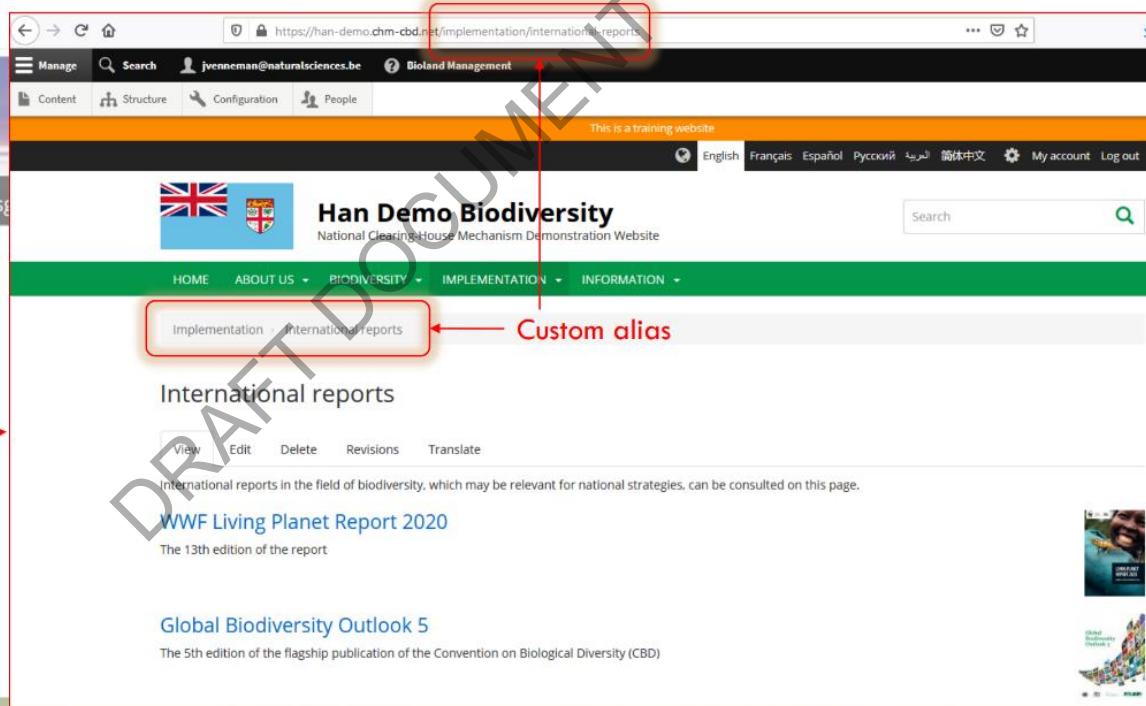 https://han-demo.chm-cbd.net/implementation/international-reports
Manage Search jvenneman@naturalsciences.be Bioland Management
Content Structure Configuration People
This is a training website
English Français Español Русский العربية 简体中文 My account Log out
Han Demo Biodiversity
National Clearing-House Mechanism Demonstration Website
Search
HOME ABOUT US BIODIVERSITY IMPLEMENTATION INFORMATION
Implementation › International reports
Custom alias
International reports
View Edit Delete Revisions Translate
International reports in the field of biodiversity, which may be relevant for national strategies, can be consulted on this page.
WWF Living Planet Report 2020
The 13th edition of the report
Global Biodiversity Outlook 5
The 5th edition of the flagship publication of the Convention on Biological Diversity (CBD)
DRAFT DOCUMENT